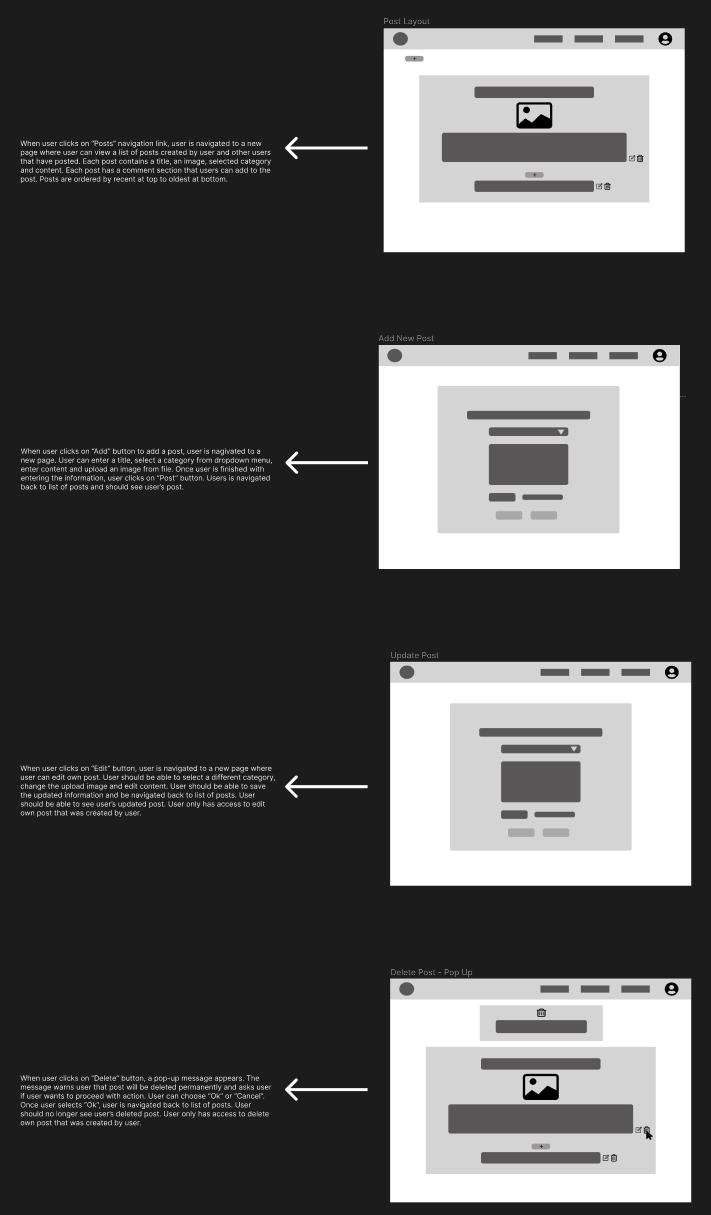 Post Layout
+
When user clicks on "Posts" navigation link, user is navigated to a new
page where user can view a list of posts created by user and other users
that have posted. Each post contains a title, an image, selected category
and content. Each post has a comment section that users can add to the
post. Posts are ordered by recent at top to oldest at bottom.
+
Add New Post
When user clicks on "Add" button to add a post, user is nagivated to a
new page. User can enter a title, select a category from dropdown menu,
enter content and upload an image from file. Once user is finished with
entering the information, user clicks on "Post" button. Users is navigated
back to list of posts and should see user's post.
Update Post
When user clicks on "Edit" button, user is navigated to a new page where
user can edit own post. User should be able to select a different category,
change the upload image and edit content. User should be able to save
the updated information and be navigated back to list of posts. User
should be able to see user's updated post. User only has access to edit
own post that was created by user.
Delete Post - Pop Up
When user clicks on "Delete" button, a pop-up message appears. The
message warns user that post will be deleted permanently and asks user
if user wants to proceed with action. User can choose "Ok" or "Cancel".
Once user selects "Ok", user is navigated back to list of posts. User
should no longer see user's deleted post. User only has access to delete
own post that was created by user.
+